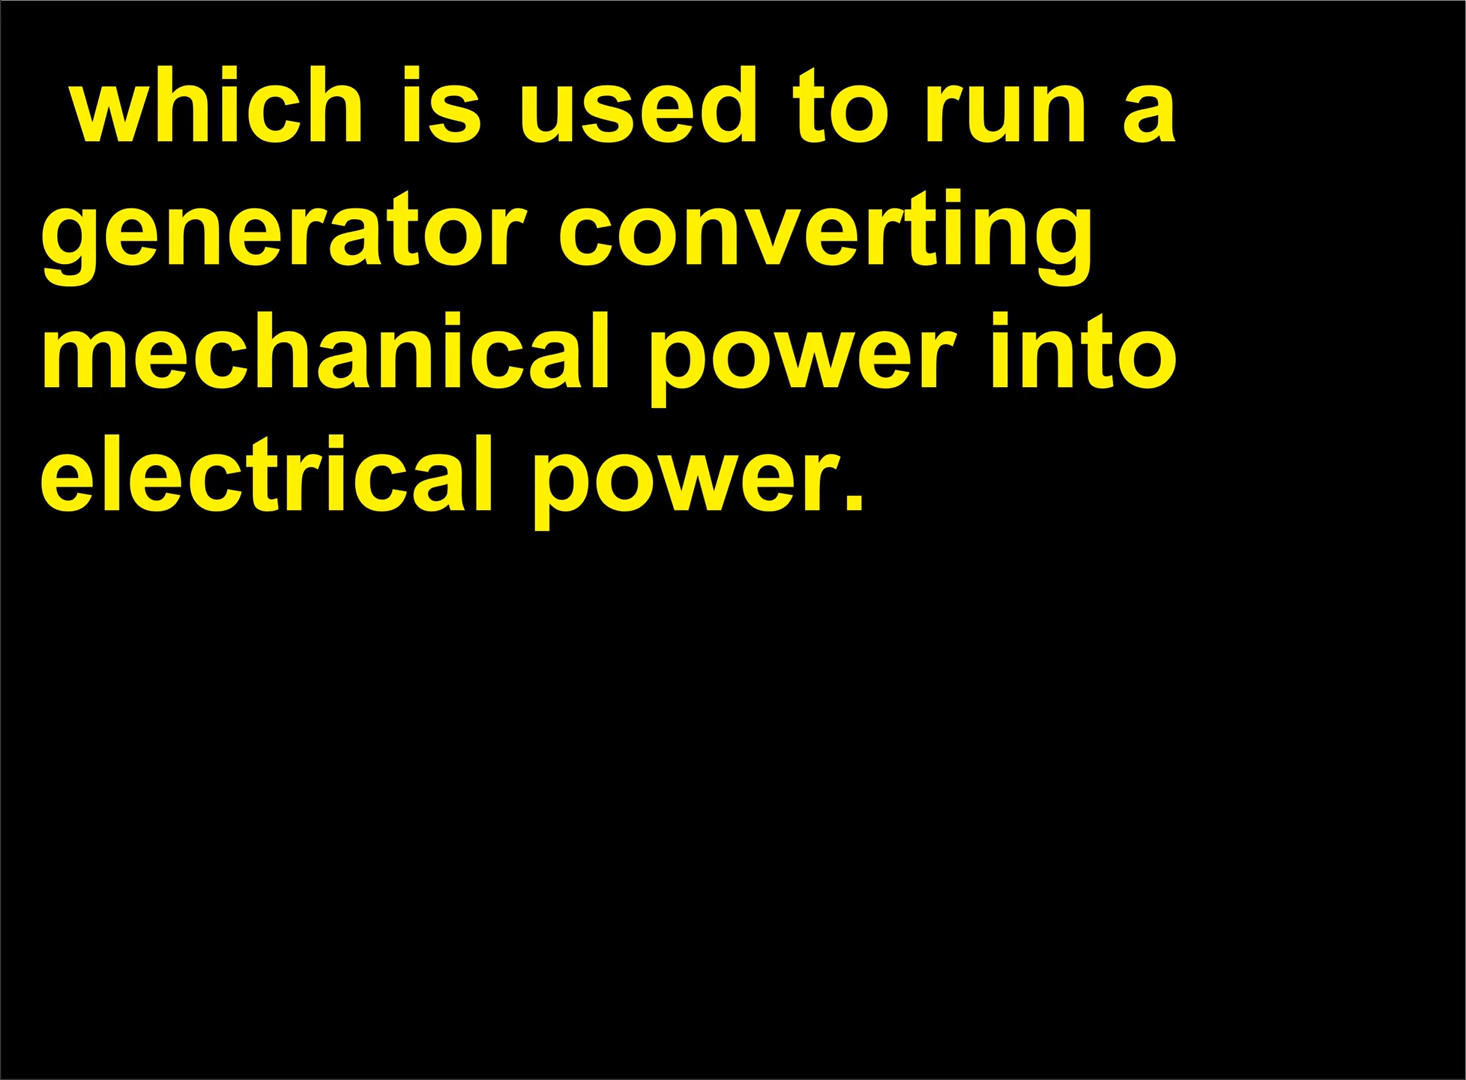 which is used to run a
generator converting
mechanical power into
electrical power.